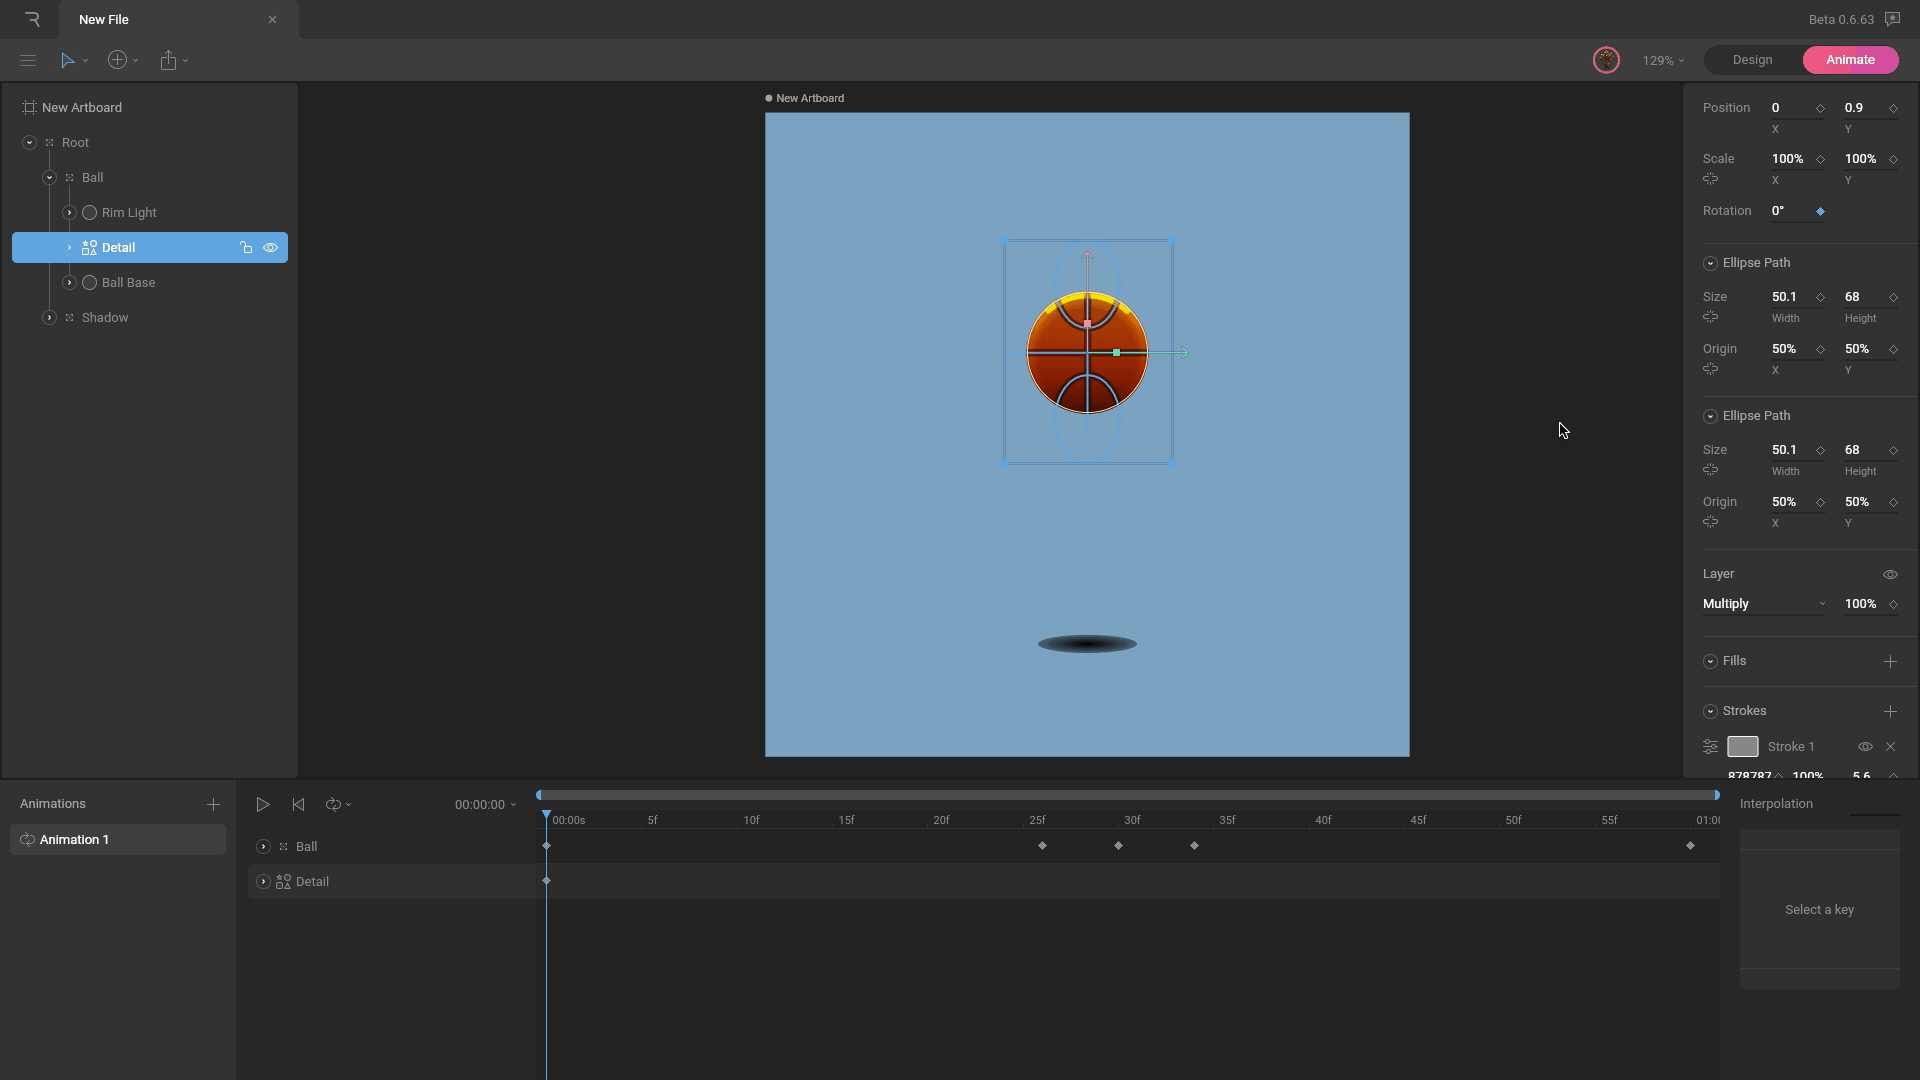 New File
Beta 0.6.63
129%
Design
Animate
New Artboard
Root
Ball
Rim Light
Detail
Ball Base
Shadow
New Artboard
Position 0 0.9
X Y
Scale 100% 100%
X Y
Rotation 0°
Ellipse Path
Size 50.1 68
Width Height
Origin 50% 50%
X Y
Ellipse Path
Size 50.1 68
Width Height
Origin 50% 50%
X Y
Layer
Multiply 100%
Fills
Strokes
Stroke 1
878787 100% 5.6
Animations
Animation 1
00:00:00
00:00s 5f 10f 15f 20f 25f 30f 35f 40f 45f 50f 55f 01:00
Ball
Detail
Interpolation
Select a key